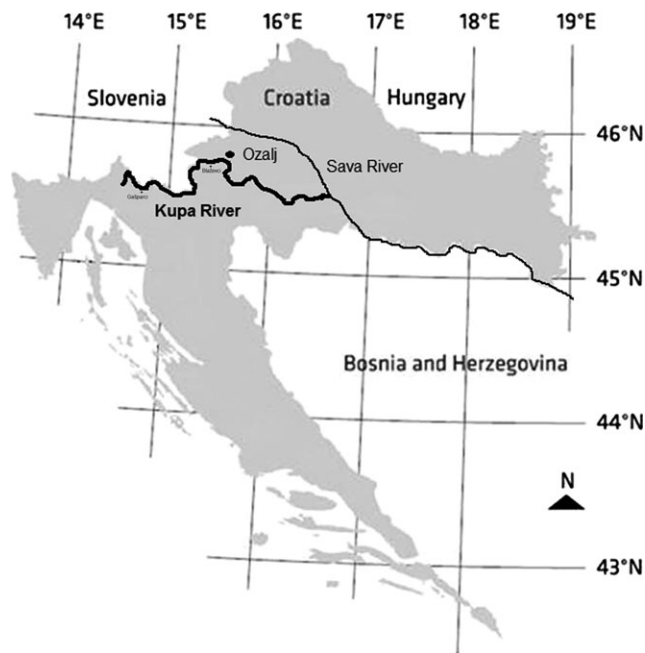 14°E 15°E 16°E 17°E 18°E 19°E
Slovenia Croatia Hungary
46°N
Ozalj
Sava River
Kupa River
45°N
Bosnia and Herzegovina
44°N
N
43°N